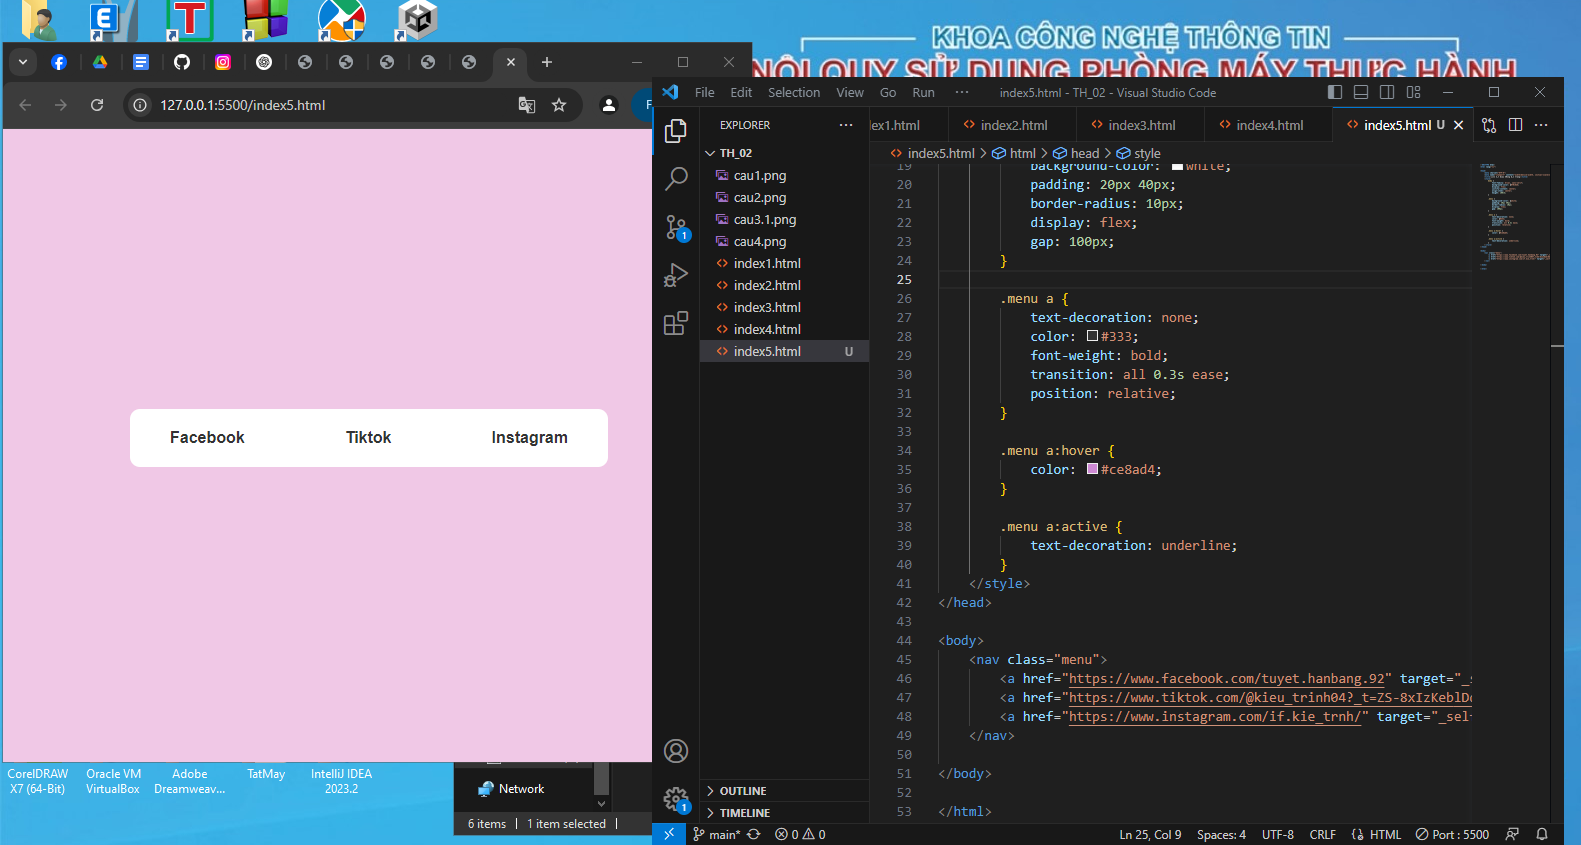 KHOA CÔNG NGHỆ THÔNG TIN
NỘI QUY SỬ DỤNG PHÒNG MÁY THỰC HÀNH
127.0.0.1:5500/index5.html
Facebook
Tiktok
Instagram
File Edit Selection View Go Run ···
index5.html - TH_02 - Visual Studio Code
EXPLORER
ex1.html
index2.html
index3.html
index4.html
index5.html U
index5.html > html > head > style
TH_02
cau1.png
cau2.png
cau3.1.png
cau4.png
index1.html
index2.html
index3.html
index4.html
index5.html U
19 background-color: white;
20 padding: 20px 40px;
21 border-radius: 10px;
22 display: flex;
23 gap: 100px;
24 }
25
26 .menu a {
27 text-decoration: none;
28 color: #333;
29 font-weight: bold;
30 transition: all 0.3s ease;
31 position: relative;
32 }
33
34 .menu a:hover {
35 color: #ce8ad4;
36 }
37
38 .menu a:active {
39 text-decoration: underline;
40 }
41 </style>
42 </head>
43
44 <body>
45 <nav class="menu">
46 <a href="https://www.facebook.com/tuyet.hanbang.92" target="_s
47 <a href="https://www.tiktok.com/@kieu_trinh04?_t=ZS-8xIzKeblDo
48 <a href="https://www.instagram.com/if.kie_trnh/" target="_sel
49 </nav>
50
51 </body>
52
53 </html>
OUTLINE
TIMELINE
main*
0 0
Ln 25, Col 9
Spaces: 4
UTF-8
CRLF
HTML
Port : 5500
CorelDRAW X7 (64-Bit)
Oracle VM VirtualBox
Adobe Dreamweav...
TatMay
IntelliJ IDEA 2023.2
Network
6 items
1 item selected